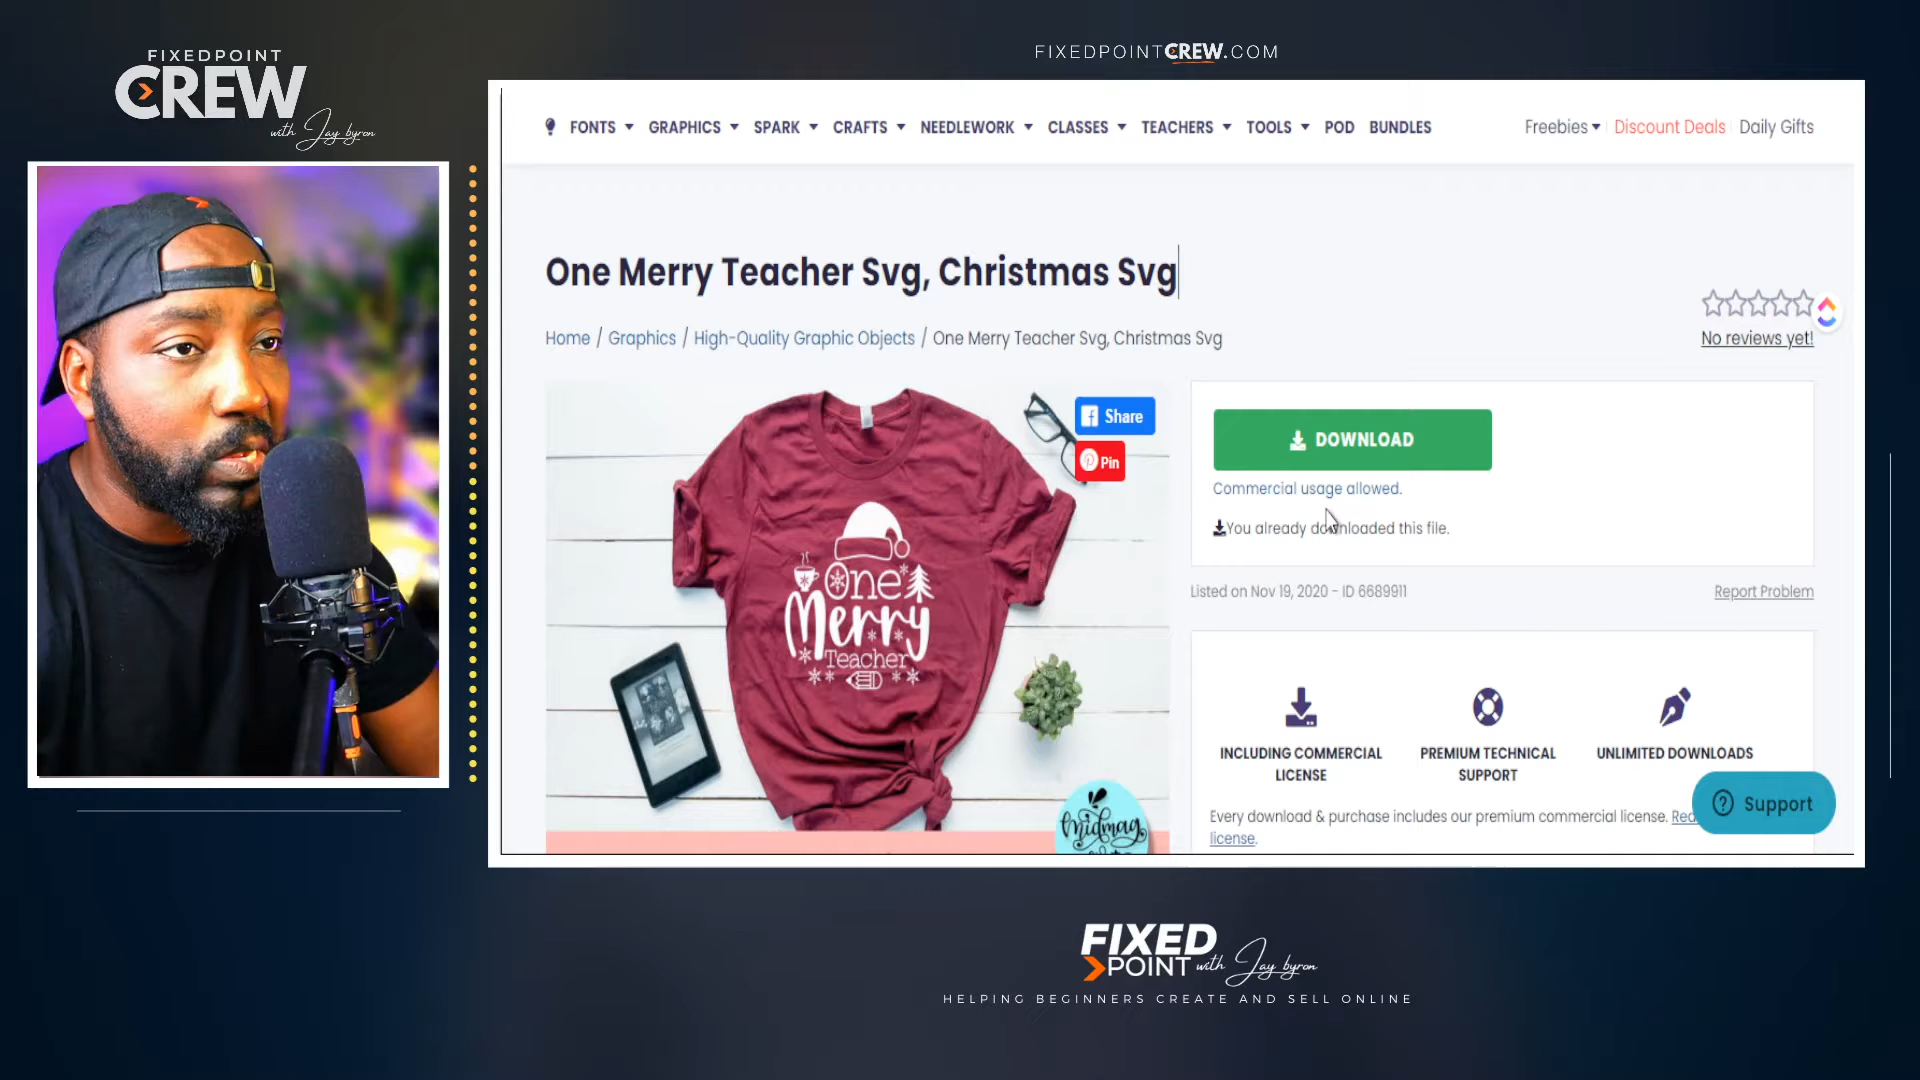 FIXEDPOINT
CREW
with Jay byron
FIXEDPOINTCREW.COM
FONTS GRAPHICS SPARK CRAFTS NEEDLEWORK CLASSES TEACHERS TOOLS POD BUNDLES Freebies Discount Deals Daily Gifts
One Merry Teacher Svg, Christmas Svg
Home / Graphics / High-Quality Graphic Objects / One Merry Teacher Svg, Christmas Svg
No reviews yet!
Share
Pin
One
Merry
Teacher
midmag
DOWNLOAD
Commercial usage allowed.
You already downloaded this file.
Listed on Nov 19, 2020 - ID 6689911
Report Problem
INCLUDING COMMERCIAL
LICENSE
PREMIUM TECHNICAL
SUPPORT
UNLIMITED DOWNLOADS
Every download & purchase includes our premium commercial license.
license.
Support
FIXED
POINT with Jay byron
HELPING BEGINNERS CREATE AND SELL ONLINE